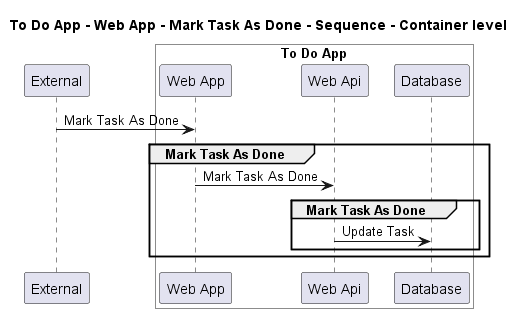 To Do App - Web App - Mark Task As Done - Sequence - Container level
To Do App
External Web App Web Api Database
Mark Task As Done
Mark Task As Done
Mark Task As Done
Mark Task As Done
Update Task
External Web App Web Api Database